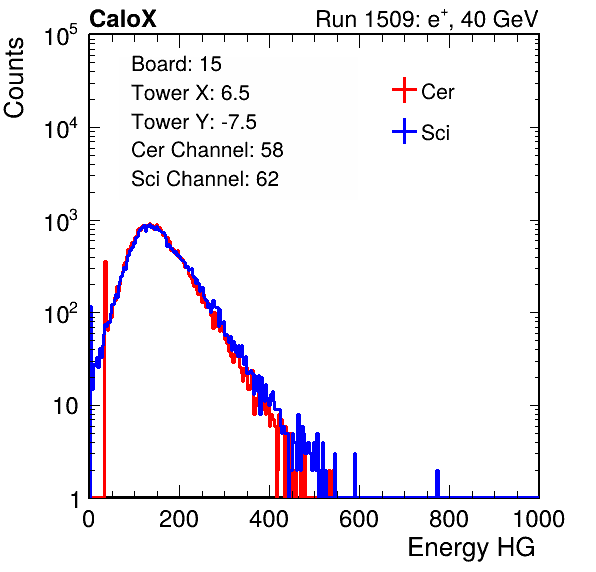 CaloX Run 1509: e⁺, 40 GeV
Counts
10⁵
10⁴
10³
10²
10
1
Board: 15
Tower X: 6.5
Tower Y: -7.5
Cer Channel: 58
Sci Channel: 62
Cer
Sci
0 200 400 600 800 1000
Energy HG